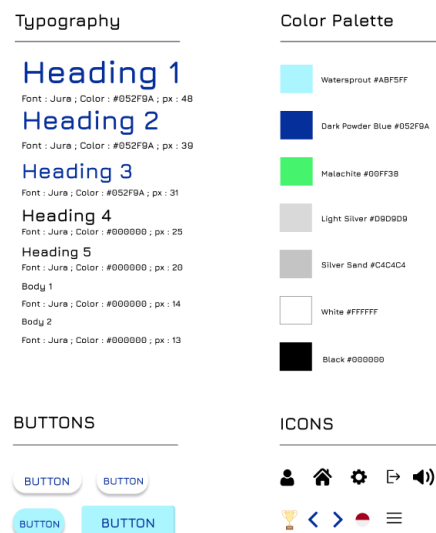 Typography
Heading 1
Font : Jura ; Color : #052F9A ; px : 48
Heading 2
Font : Jura ; Color : #052F9A ; px : 39
Heading 3
Font : Jura ; Color : #052F9A ; px : 31
Heading 4
Font : Jura ; Color : #000000 ; px : 25
Heading 5
Font : Jura ; Color : #000000 ; px : 20
Body 1
Font : Jura ; Color : #000000 ; px : 14
Body 2
Font : Jura ; Color : #000000 ; px : 13
Color Palette
Watersprout #ABF5FF
Dark Powder Blue #052F9A
Malachite #00FF38
Light Silver #D9D9D9
Silver Sand #C4C4C4
White #FFFFFF
Black #000000
BUTTONS
BUTTON
BUTTON
BUTTON
BUTTON
ICONS